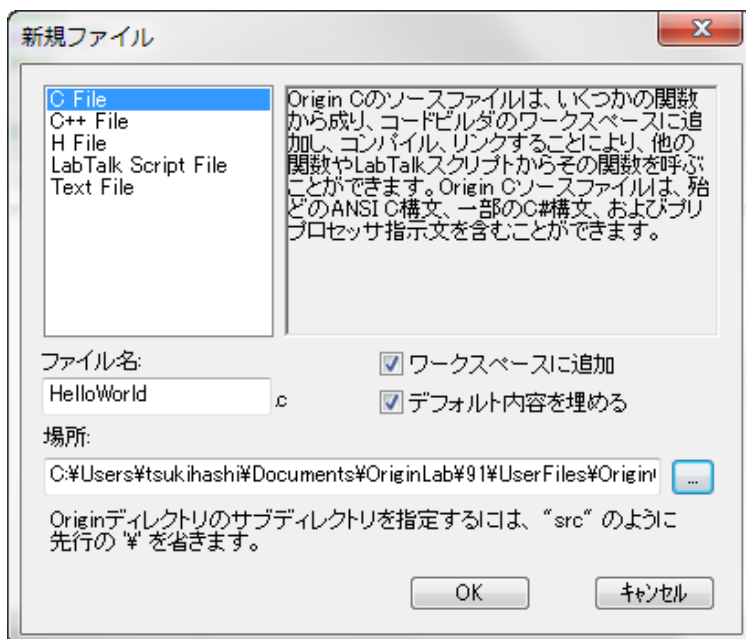 新規ファイル
C File
C++ File
H File
LabTalk Script File
Text File
Origin Cのソースファイルは、いくつかの関数
から成り、コードビルダのワークスペースに追
加し、コンパイル、リンクすることにより、他の
関数やLabTalkスクリプトからその関数を呼ぶ
ことができます。Origin Cソースファイルは、殆
どのANSI C構文、一部のC#構文、およびプリ
プロセッサ指示文を含むことができます。
ファイル名:
HelloWorld
.c
ワークスペースに追加
デフォルト内容を埋める
場所:
C:¥Users¥tsukihashi¥Documents¥OriginLab¥91¥UserFiles¥Origin
...
Originディレクトリのサブディレクトリを指定するには、“src” のように
先行の '¥' を省きます。
OK
キャンセル